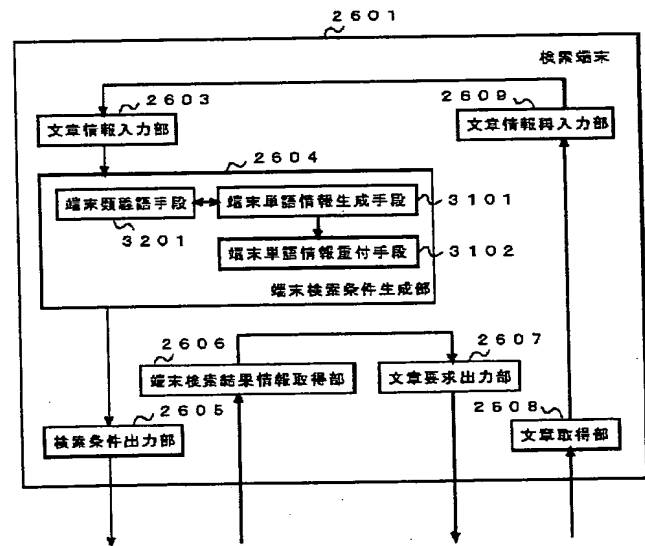 2601
検索端末
2603
文章情報入力部
2609
文章情報再入力部
2604
端末類義語手段
端末単語情報生成手段
3101
3201
端末単語情報重付手段
3102
端末検索条件生成部
2606
端末検索結果情報取得部
2607
文章要求出力部
2605
検索条件出力部
2608
文章取得部